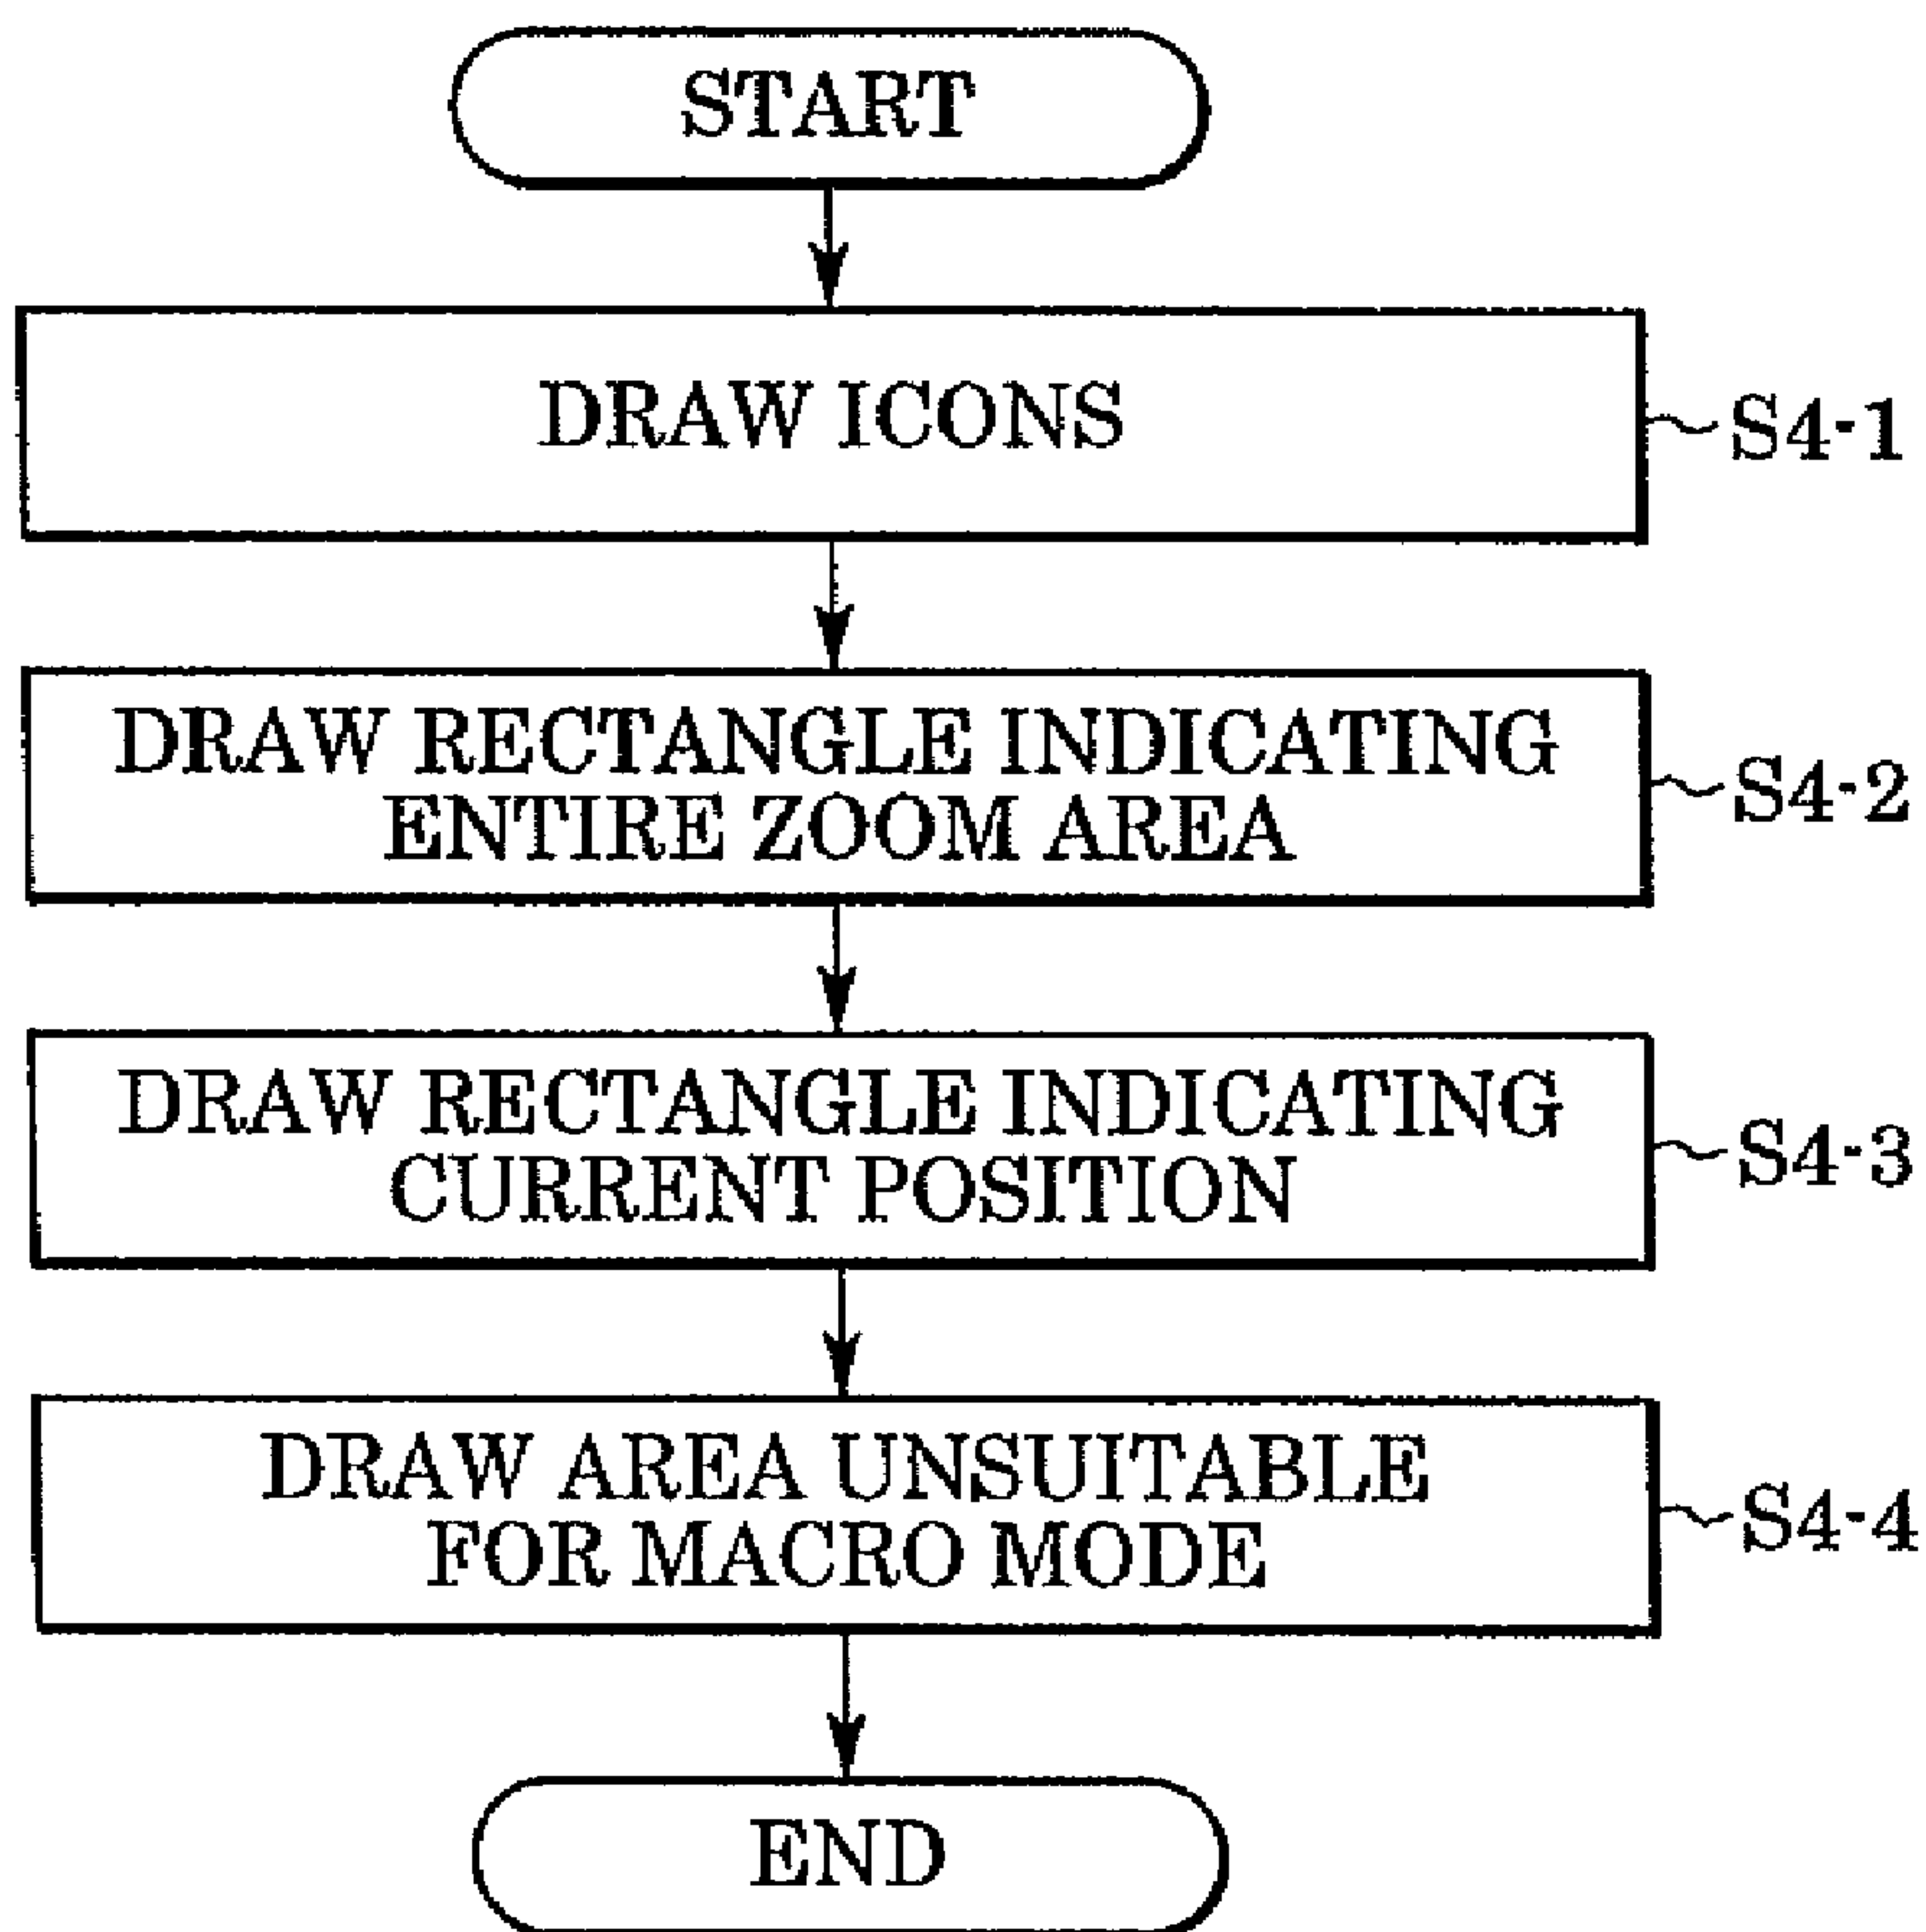 START
DRAW ICONS
S4-1
DRAW RECTANGLE INDICATING
ENTIRE ZOOM AREA
S4-2
DRAW RECTANGLE INDICATING
CURRENT POSITION
S4-3
DRAW AREA UNSUITABLE
FOR MACRO MODE
S4-4
END